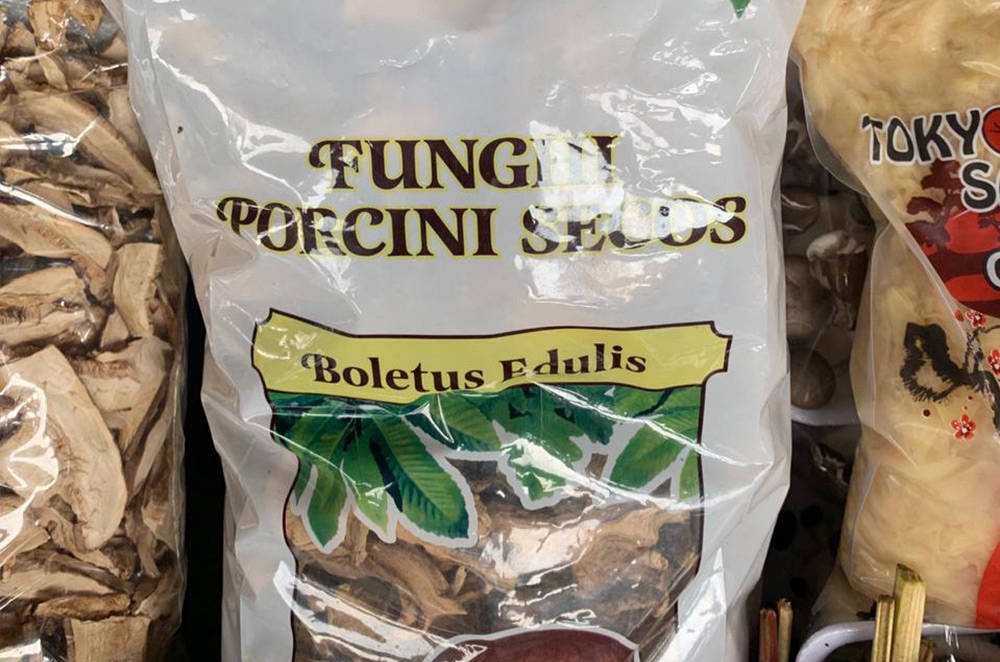 FUNGHI
PORCINI SECOS
Boletus Edulis
TOKYO